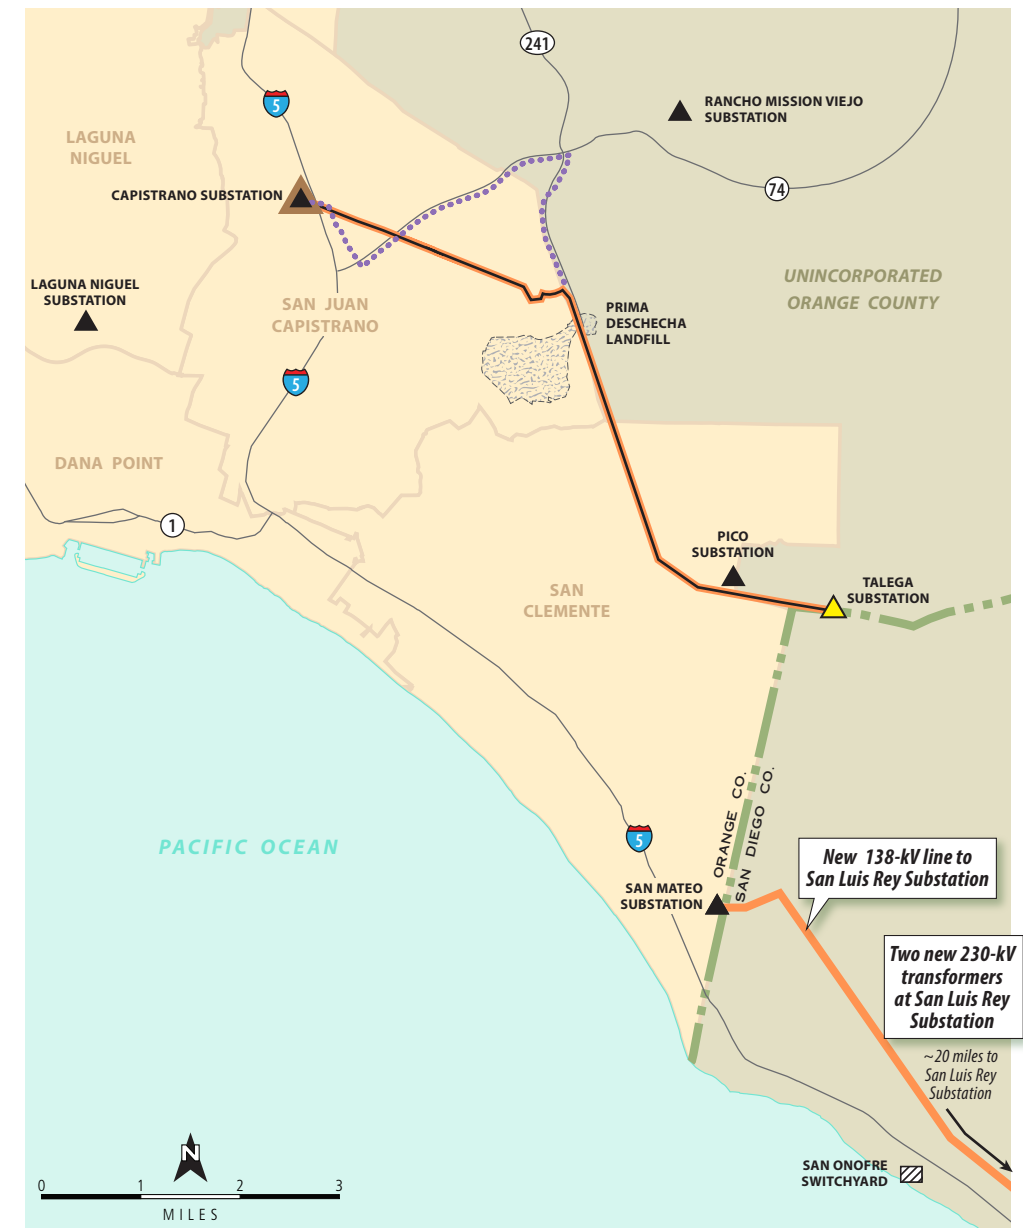 241
5
RANCHO MISSION VIEJO
SUBSTATION
LAGUNA
NIGUEL
74
CAPISTRANO SUBSTATION
UNINCORPORATED
ORANGE COUNTY
LAGUNA NIGUEL
SUBSTATION
SAN JUAN
CAPISTRANO
PRIMA
DESCHECHA
LANDFILL
5
DANA POINT
1
PICO
SUBSTATION
TALEGA
SUBSTATION
SAN
CLEMENTE
ORANGE CO.
SAN DIEGO CO.
PACIFIC OCEAN
5
New 138-kV line to
San Luis Rey Substation
SAN MATEO
SUBSTATION
Two new 230-kV
transformers
at San Luis Rey
Substation
~20 miles to
San Luis Rey
Substation
N
SAN ONOFRE
SWITCHYARD
0 1 2 3
MILES